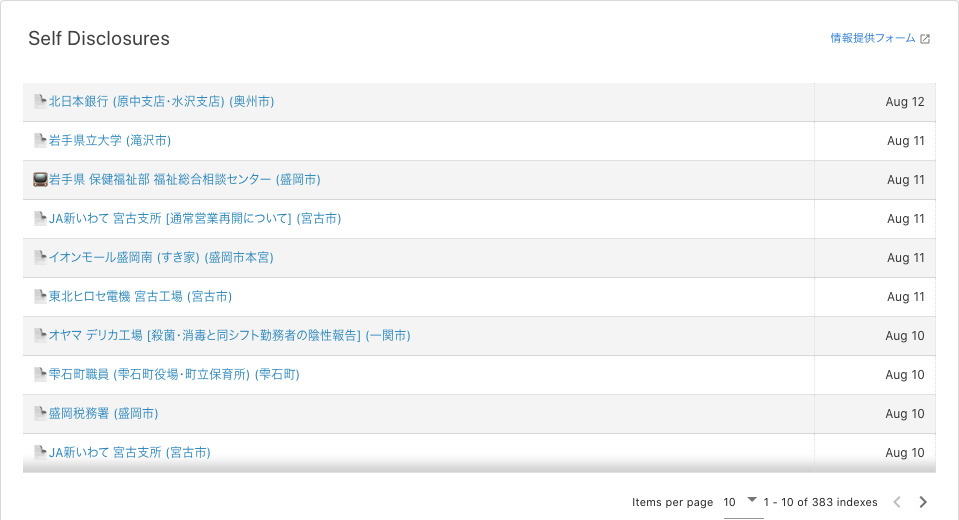 Self Disclosures
情報提供フォーム
北日本銀行 (原中支店･水沢支店) (奥州市) Aug 12
岩手県立大学 (滝沢市) Aug 11
岩手県 保健福祉部 福祉総合相談センター (盛岡市) Aug 11
JA新いわて 宮古支所 [通常営業再開について] (宮古市) Aug 11
イオンモール盛岡南 (すき家) (盛岡市本宮) Aug 11
東北ヒロセ電機 宮古工場 (宮古市) Aug 11
オヤマ デリカ工場 [殺菌･消毒と同シフト勤務者の陰性報告] (一関市) Aug 10
雫石町職員 (雫石町役場･町立保育所) (雫石町) Aug 10
盛岡税務署 (盛岡市) Aug 10
JA新いわて 宮古支所 (宮古市) Aug 10
Items per page 10 1 - 10 of 383 indexes